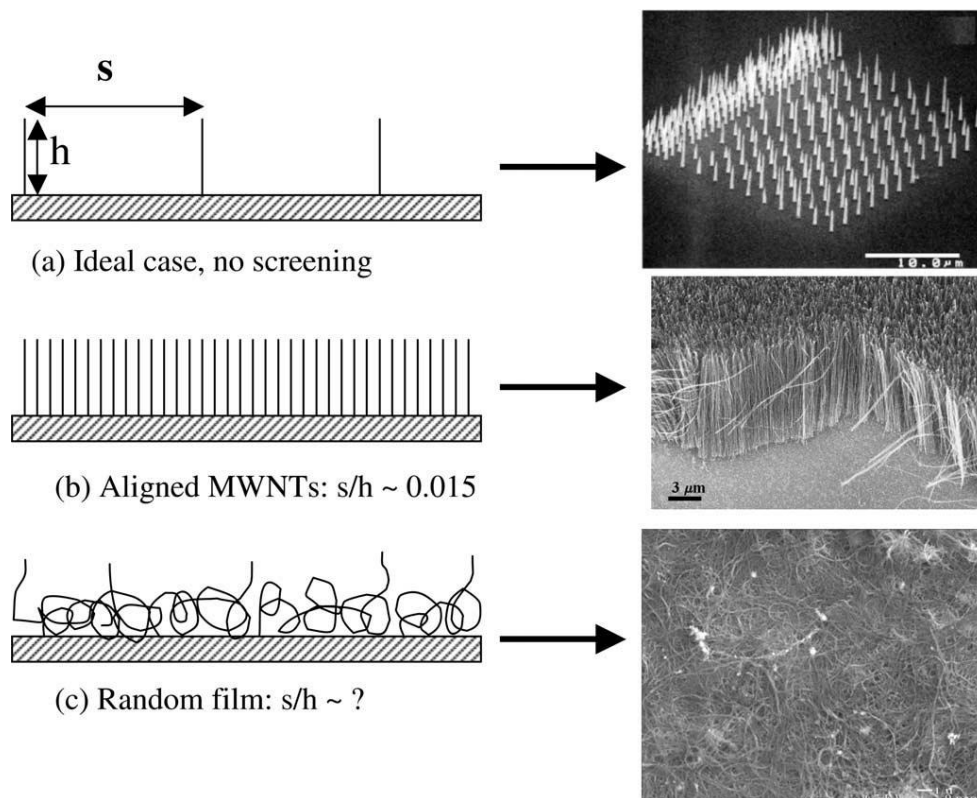 s
h
(a) Ideal case, no screening
10.0μm
(b) Aligned MWNTs: s/h ~ 0.015
3 μm
(c) Random film: s/h ~ ?